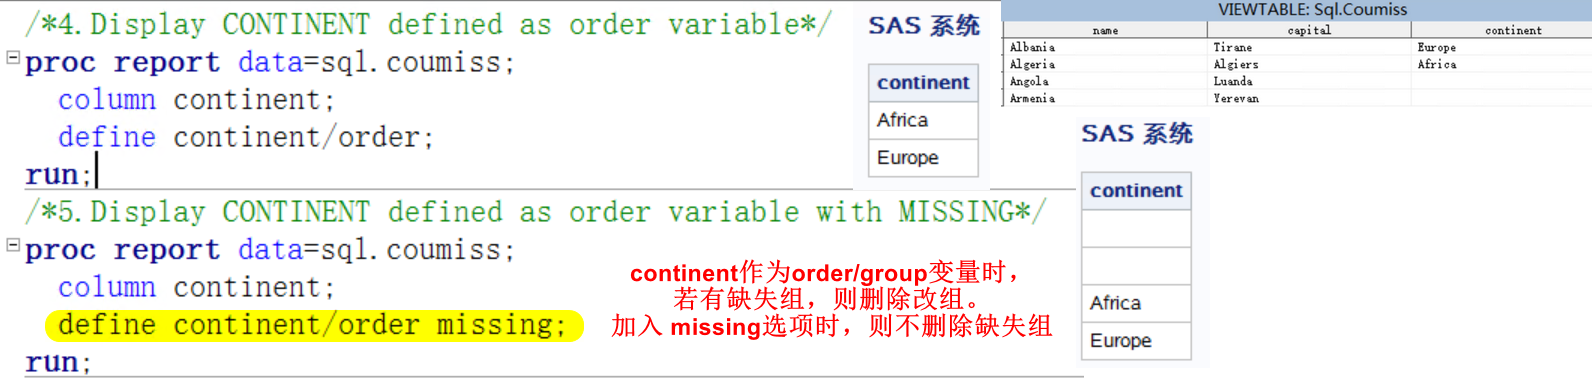 /*4.Display CONTINENT defined as order variable*/
proc report data=sql.coumiss;
column continent;
define continent/order;
run;
SAS 系统
continent
Africa
Europe
VIEWTABLE: Sql.Coumiss
name capital continent
Albania Tirane Europe
Algeria Algiers Africa
Angola Luanda
Armenia Yerevan
/*5.Display CONTINENT defined as order variable with MISSING*/
proc report data=sql.coumiss;
column continent;
define continent/order missing;
run;
continent作为order/group变量时，
若有缺失组，则删除改组。
加入 missing选项时，则不删除缺失组
SAS 系统
continent
Africa
Europe